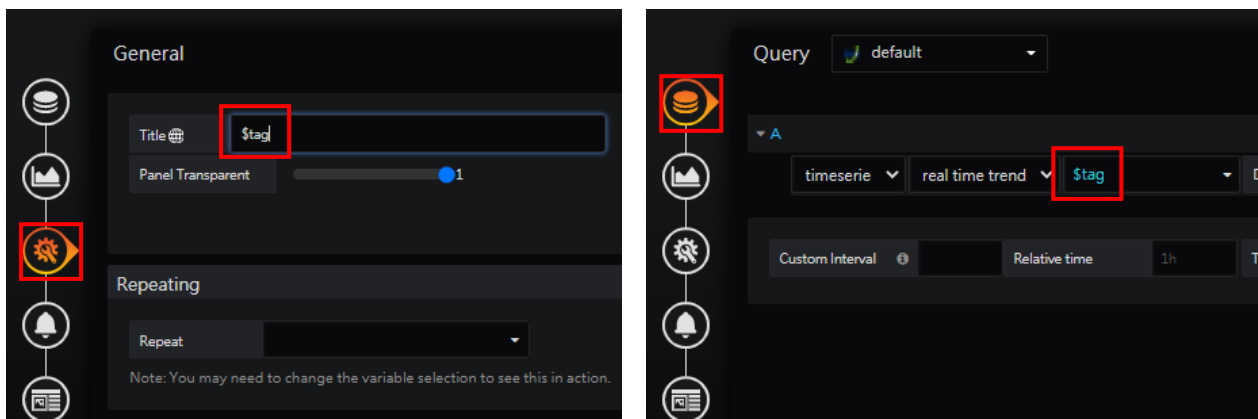 General
Title $tag
Panel Transparent 1
Repeating
Repeat
Note: You may need to change the variable selection to see this in action.
Query default
A
timeserie real time trend $tag
Custom Interval Relative time 1h T